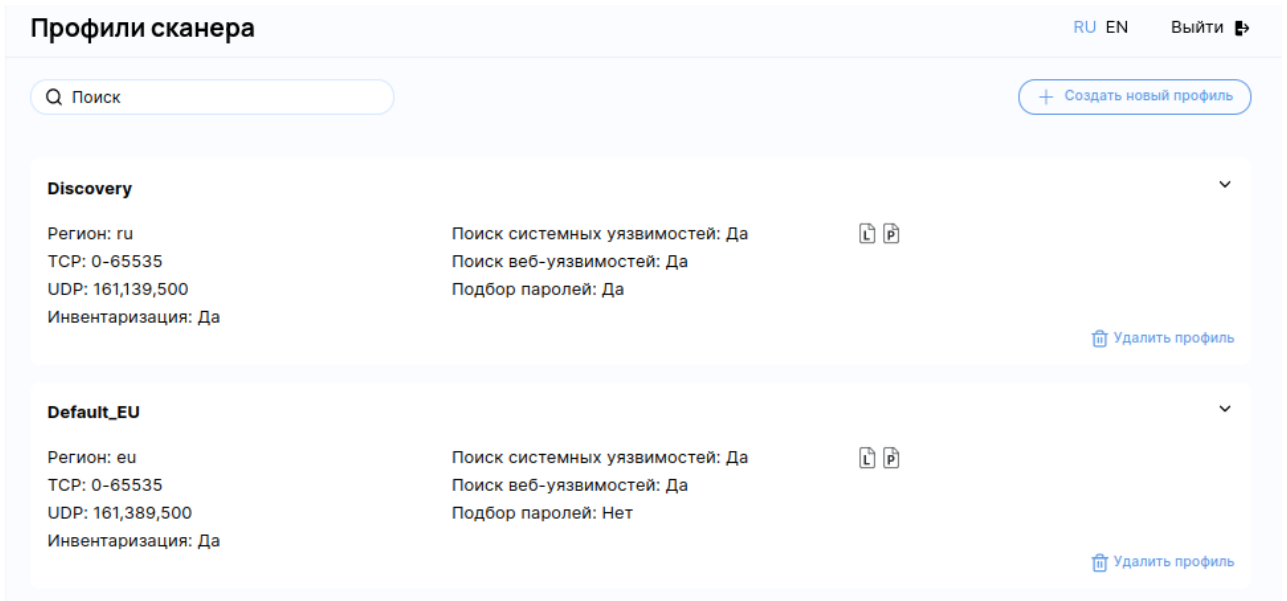 Профили сканера
RU EN Выйти
Поиск
Создать новый профиль
Discovery
Регион: ru
TCP: 0-65535
UDP: 161,139,500
Инвентаризация: Да
Поиск системных уязвимостей: Да
Поиск веб-уязвимостей: Да
Подбор паролей: Да
L P
Удалить профиль
Default_EU
Регион: eu
TCP: 0-65535
UDP: 161,389,500
Инвентаризация: Да
Поиск системных уязвимостей: Да
Поиск веб-уязвимостей: Да
Подбор паролей: Нет
L P
Удалить профиль